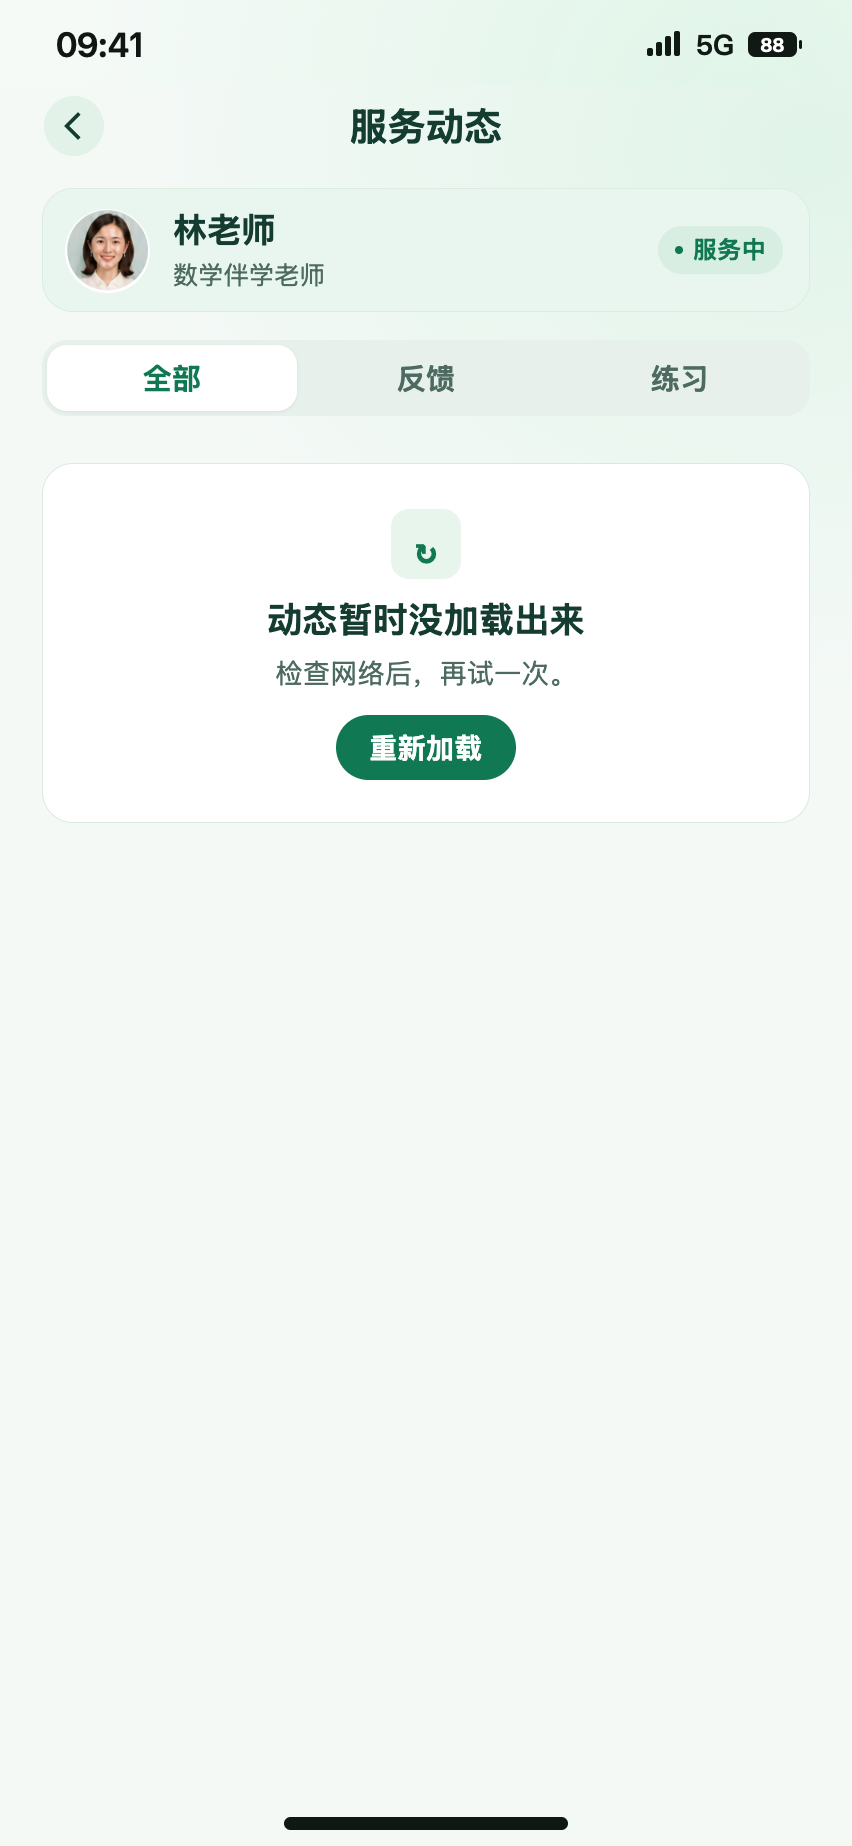 09:41
5G 88
服务动态
林老师
数学伴学老师
服务中
全部 反馈 练习
动态暂时没加载出来
检查网络后，再试一次。
重新加载